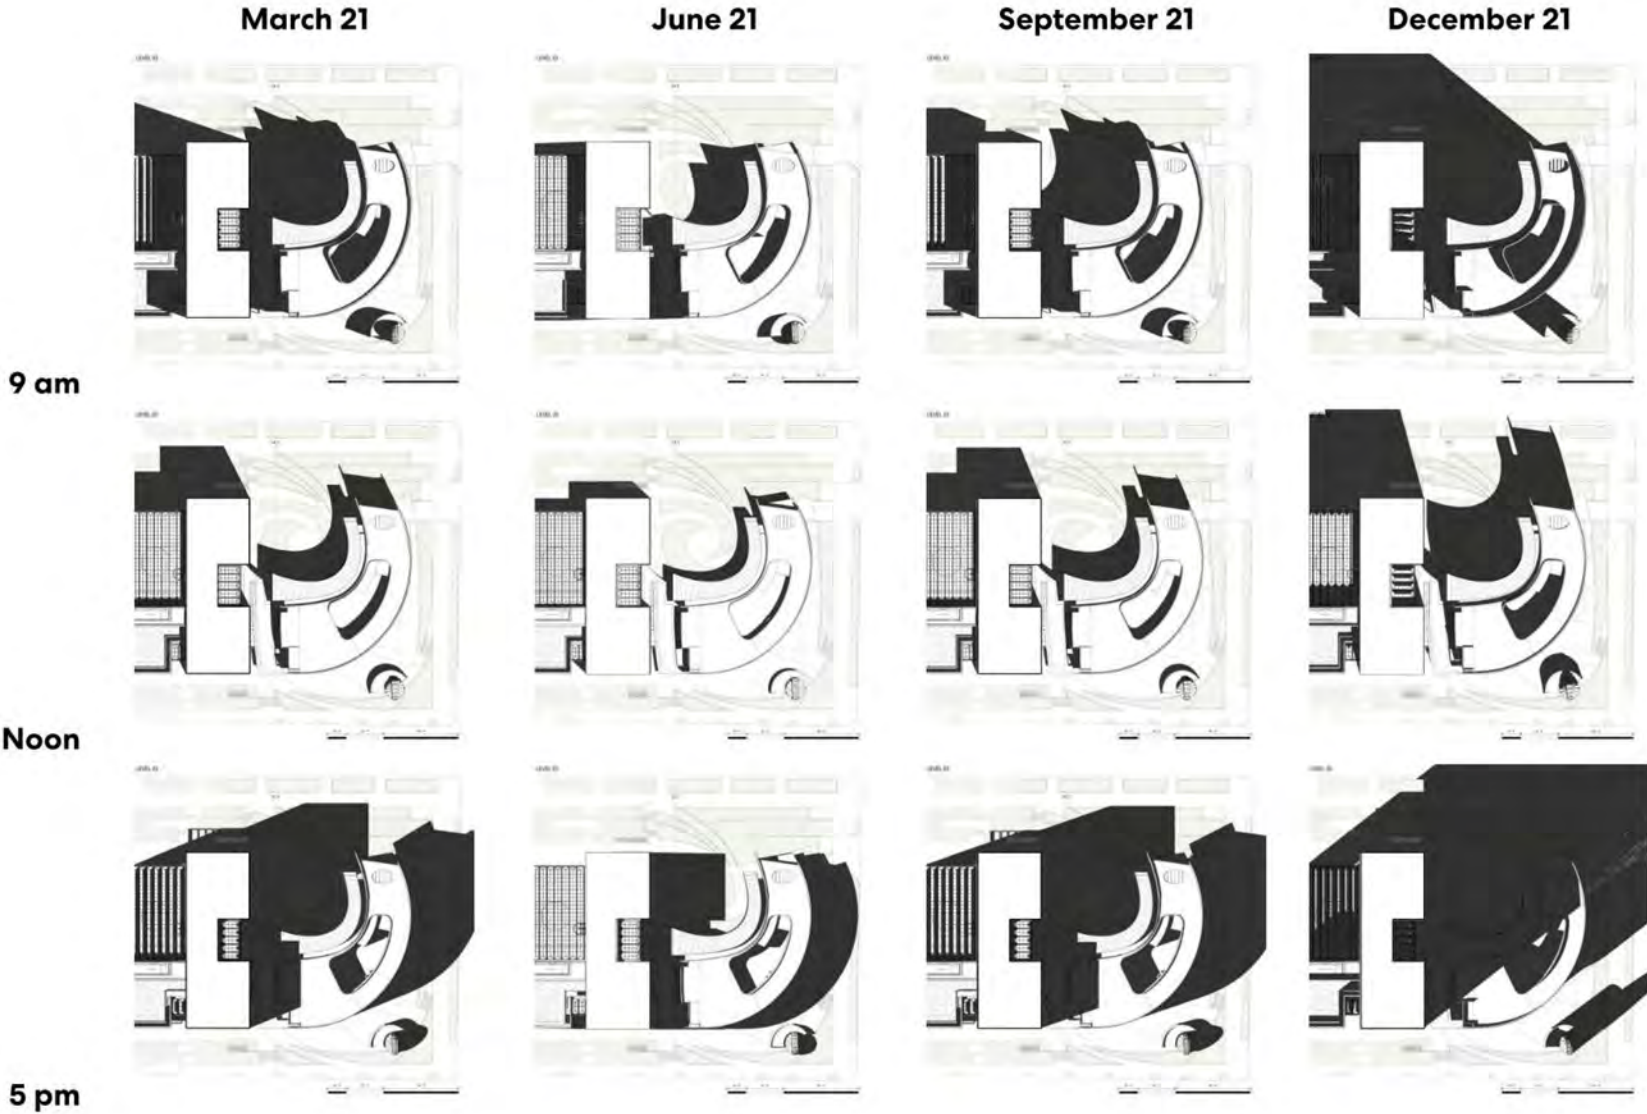 March 21
June 21
September 21
December 21
9 am
Noon
5 pm